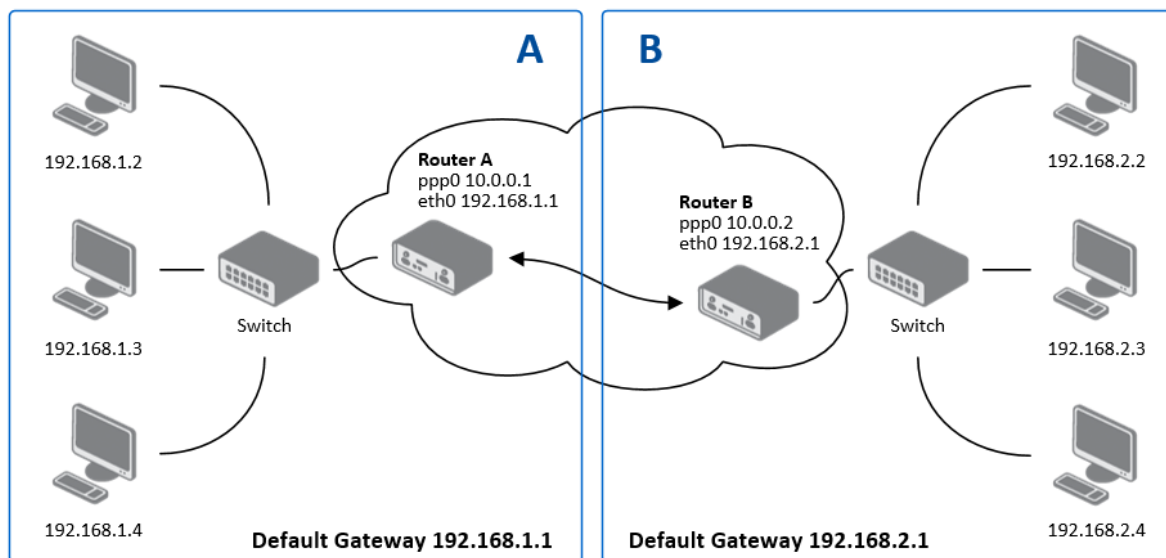 A
B
192.168.1.2
Router A
ppp0 10.0.0.1
eth0 192.168.1.1
192.168.2.2
Router B
ppp0 10.0.0.2
eth0 192.168.2.1
Switch
Switch
192.168.1.3
192.168.2.3
192.168.1.4
Default Gateway 192.168.1.1
Default Gateway 192.168.2.1
192.168.2.4